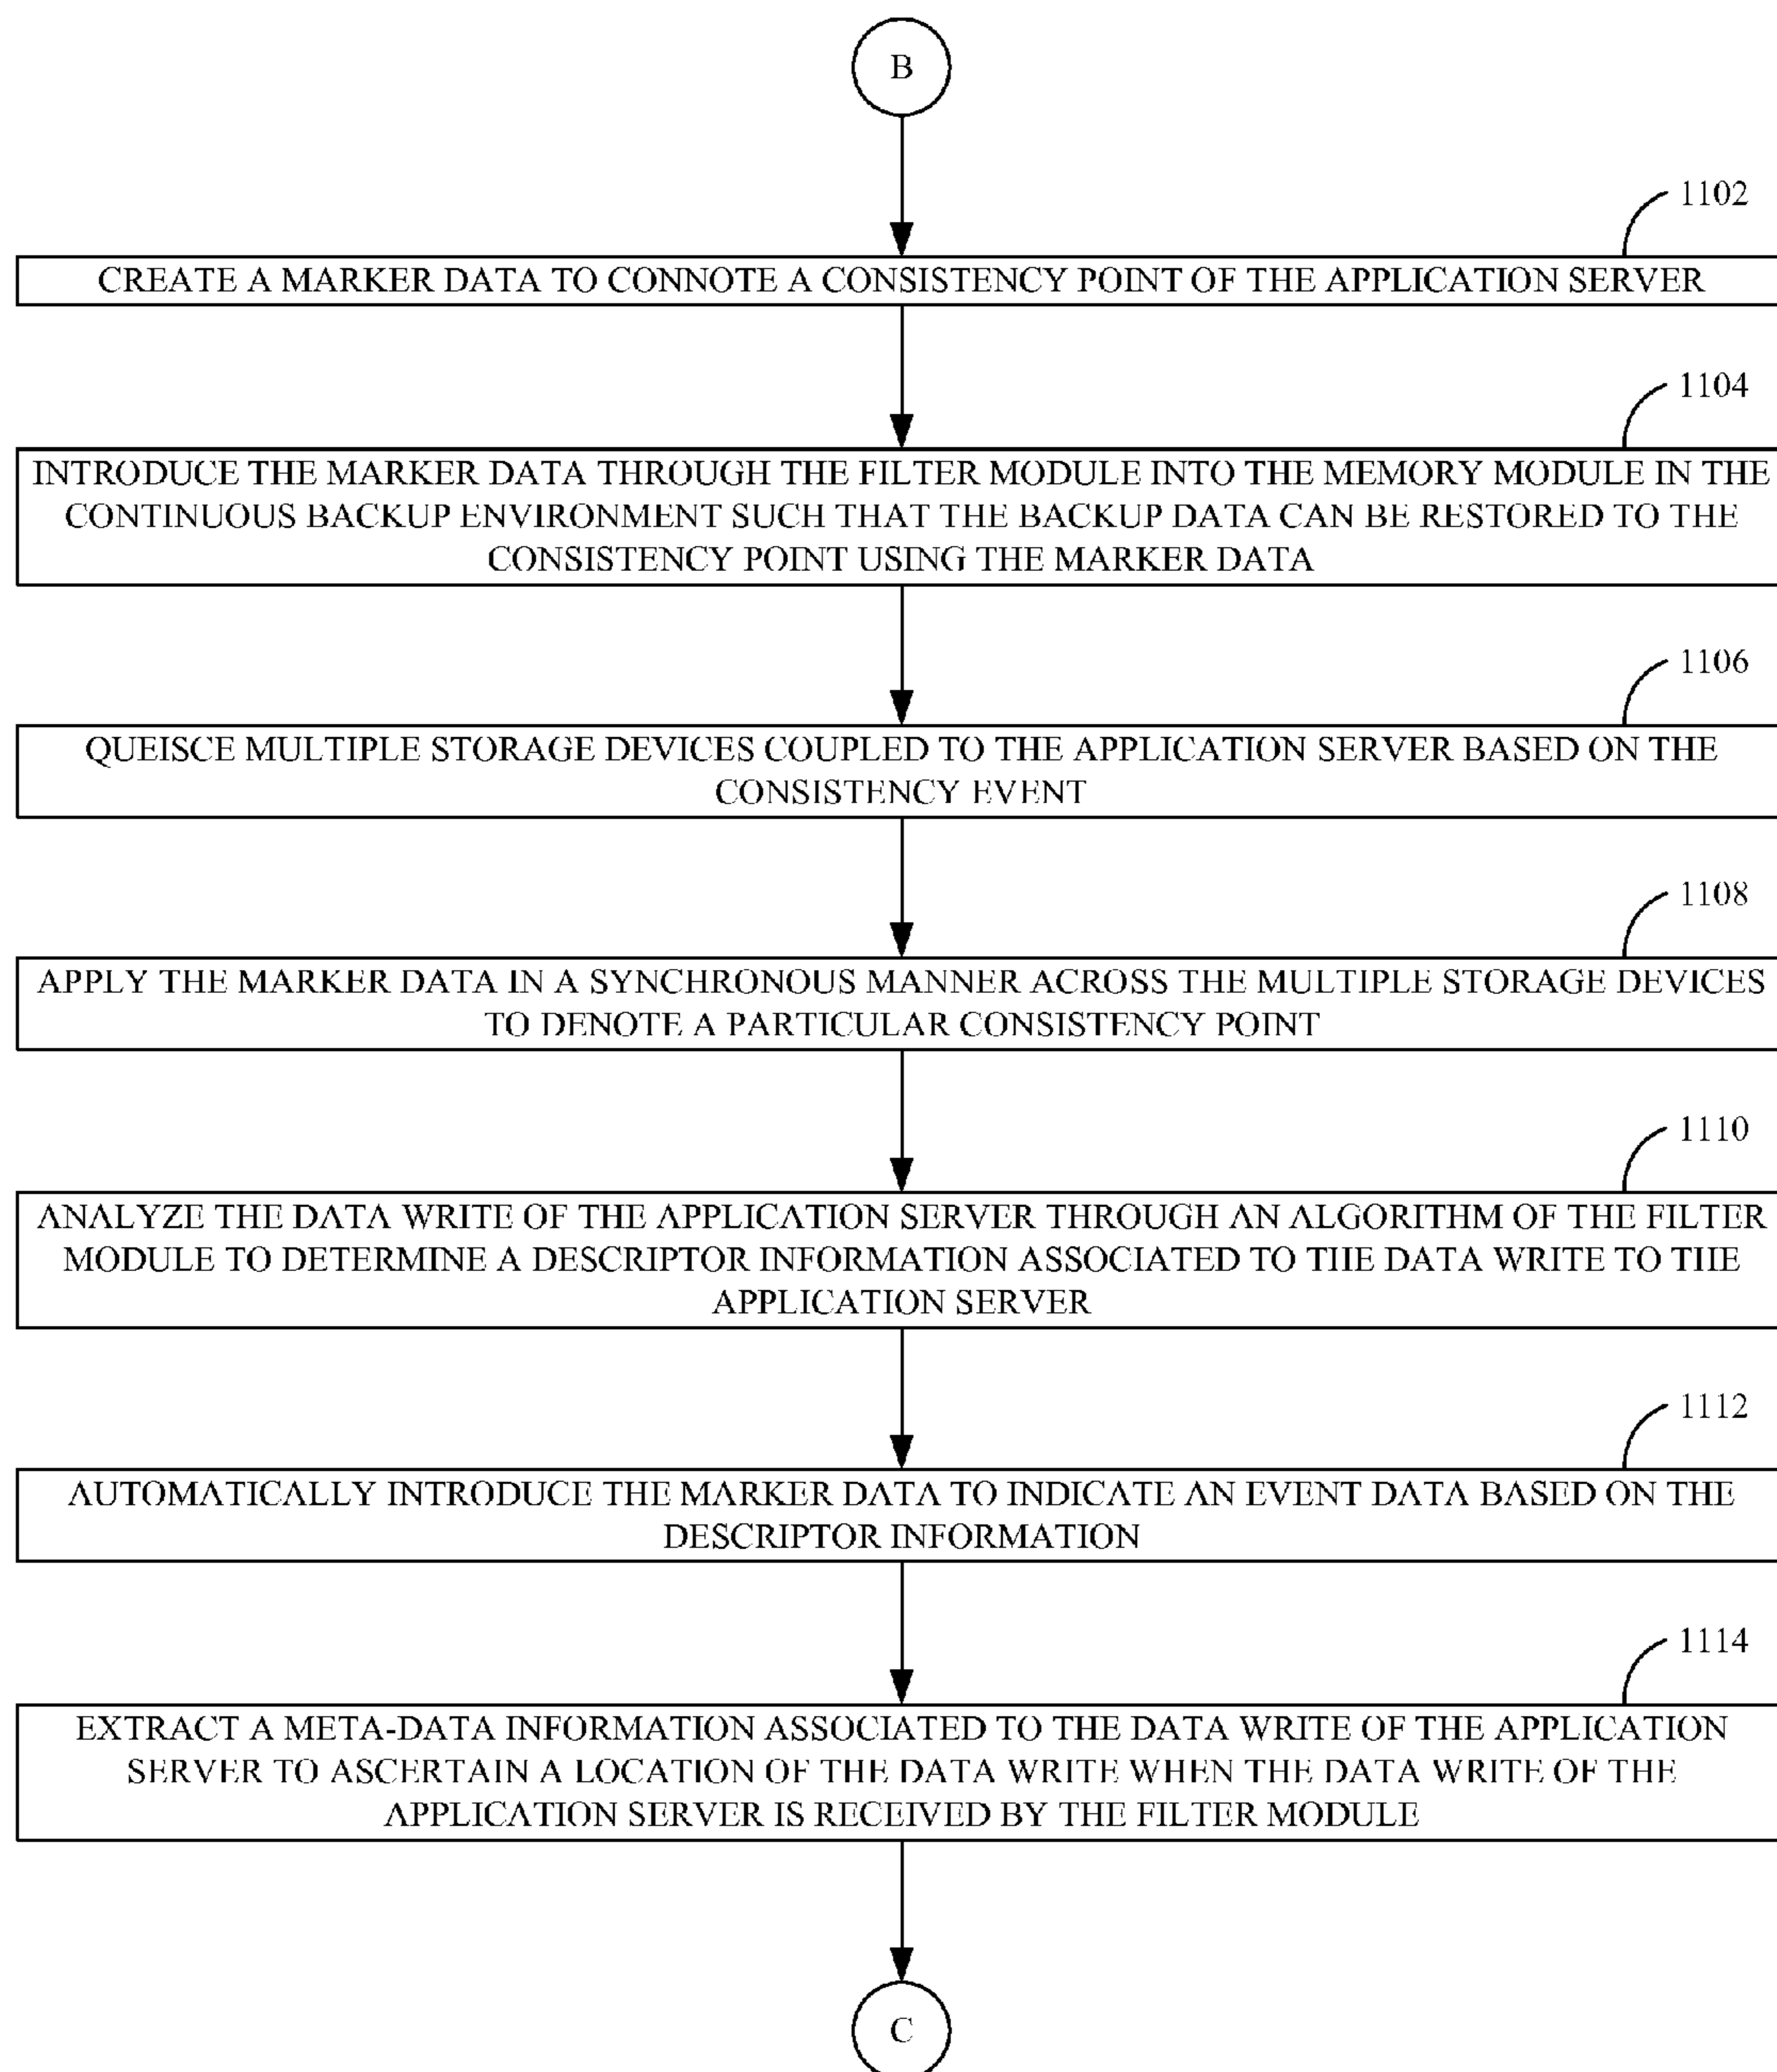 B
1102
CREATE A MARKER DATA TO CONNOTE A CONSISTENCY POINT OF THE APPLICATION SERVER
1104
INTRODUCE THE MARKER DATA THROUGH THE FILTER MODULE INTO THE MEMORY MODULE IN THE
CONTINUOUS BACKUP ENVIRONMENT SUCH THAT THE BACKUP DATA CAN BE RESTORED TO THE
CONSISTENCY POINT USING THE MARKER DATA
1106
QUEISCE MULTIPLE STORAGE DEVICES COUPLED TO THE APPLICATION SERVER BASED ON THE
CONSISTENCY EVENT
1108
APPLY THE MARKER DATA IN A SYNCHRONOUS MANNER ACROSS THE MULTIPLE STORAGE DEVICES
TO DENOTE A PARTICULAR CONSISTENCY POINT
1110
ANALYZE THE DATA WRITE OF THE APPLICATION SERVER THROUGH AN ALGORITHM OF THE FILTER
MODULE TO DETERMINE A DESCRIPTOR INFORMATION ASSOCIATED TO THE DATA WRITE TO THE
APPLICATION SERVER
1112
AUTOMATICALLY INTRODUCE THE MARKER DATA TO INDICATE AN EVENT DATA BASED ON THE
DESCRIPTOR INFORMATION
1114
EXTRACT A META-DATA INFORMATION ASSOCIATED TO THE DATA WRITE OF THE APPLICATION
SERVER TO ASCERTAIN A LOCATION OF THE DATA WRITE WHEN THE DATA WRITE OF THE
APPLICATION SERVER IS RECEIVED BY THE FILTER MODULE
C